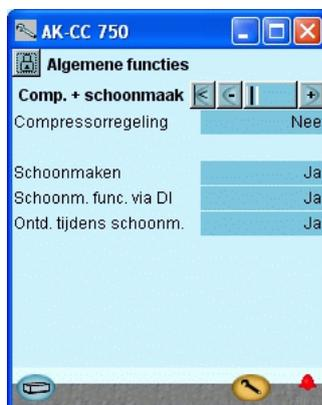 AK-CC 750
Algemene functies
Comp. + schoonmaak
Compressorregeling Nee
Schoonmaken Ja
Schoonm. func. via DI Ja
Ontd. tijdens schoonm. Ja